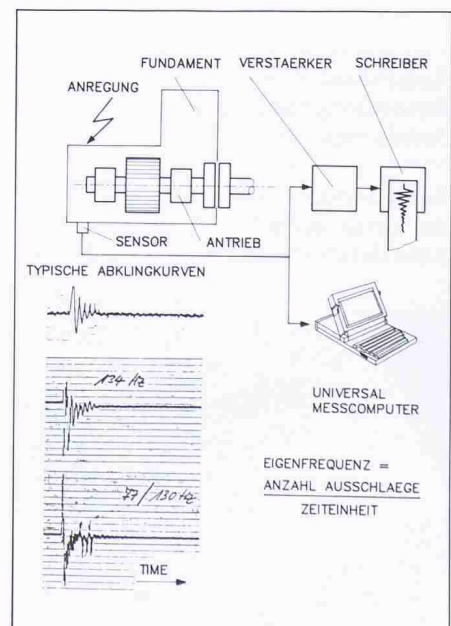 FUNDAMENT VERSTAERKER SCHREIBER
ANREGUNG
SENSOR ANTRIEB
TYPISCHE ABKLINGKURVEN
134 Hz
UNIVERSAL
MESSCOMPUTER
EIGENFREQUENZ =
ANZAHL AUSSCHLAEGE
ZEITEINHEIT
77/130 Hz
TIME